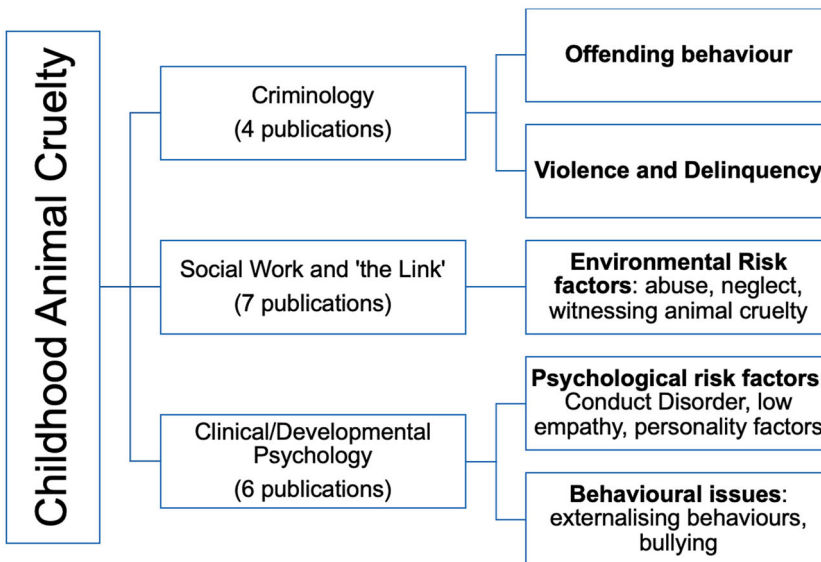 Childhood Animal Cruelty
Criminology
(4 publications)
Offending behaviour
Violence and Delinquency
Social Work and 'the Link'
(7 publications)
Environmental Risk
factors: abuse, neglect,
witnessing animal cruelty
Clinical/Developmental
Psychology
(6 publications)
Psychological risk factors
Conduct Disorder, low
empathy, personality factors
Behavioural issues:
externalising behaviours,
bullying